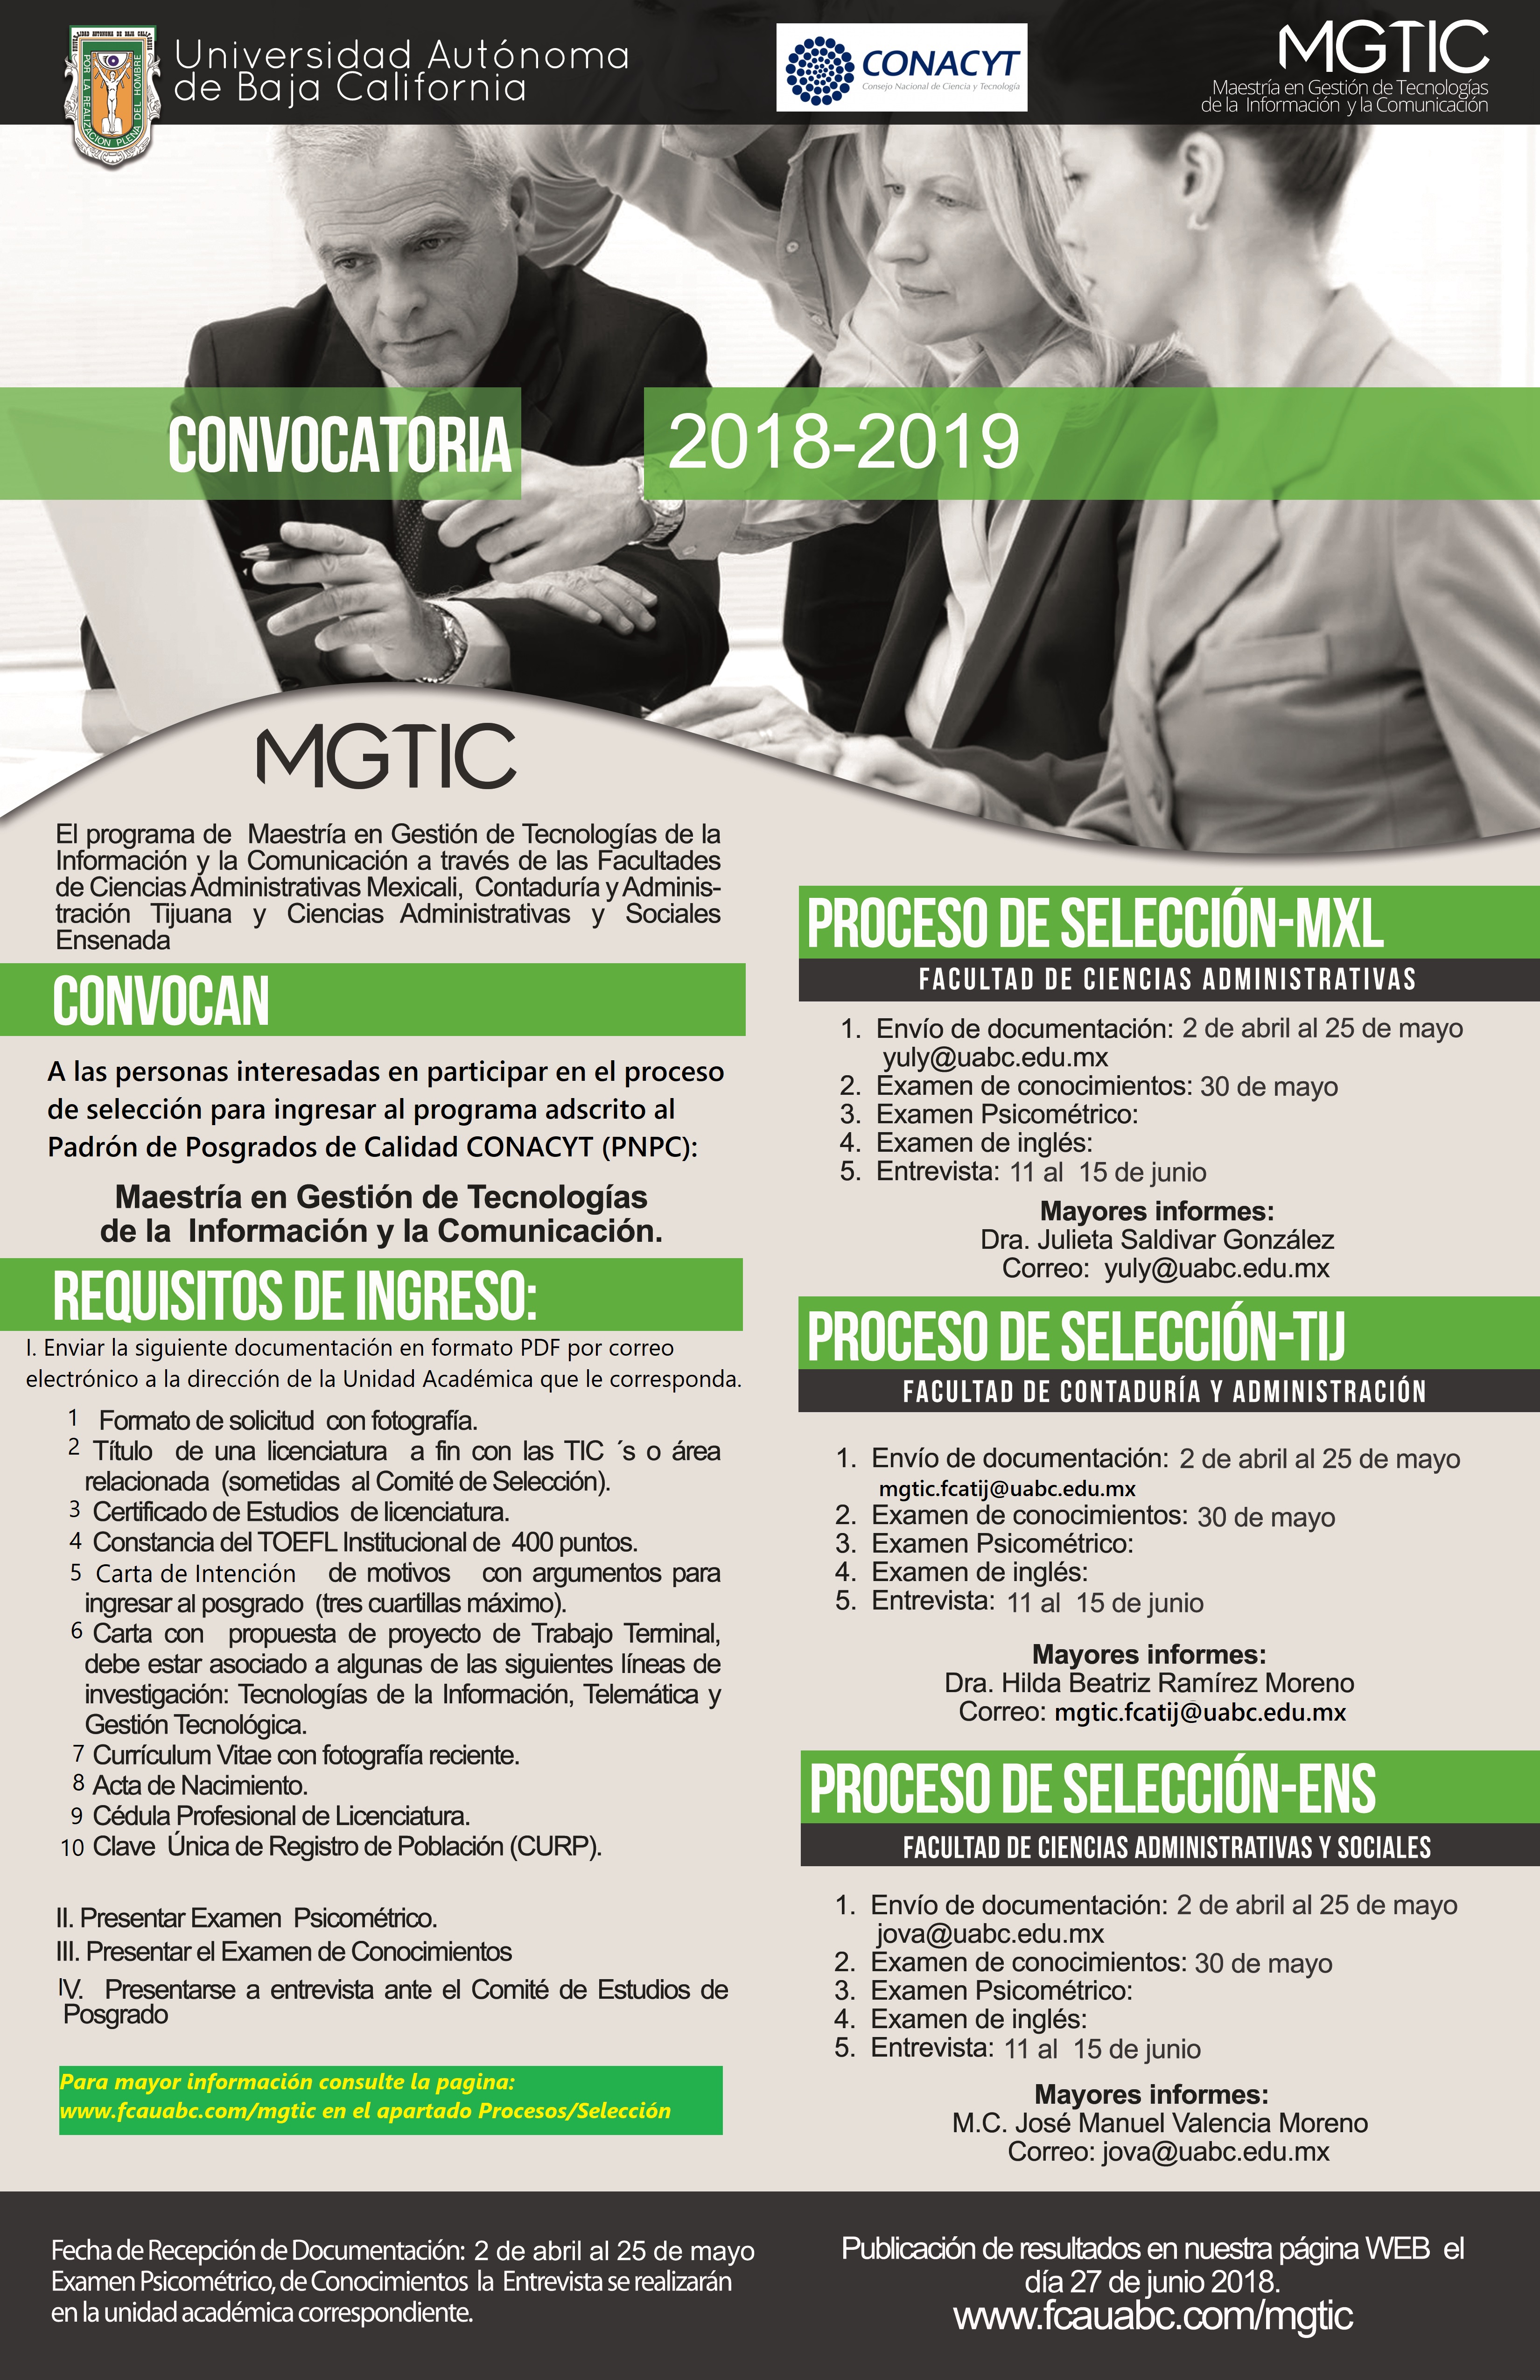 Universidad Autónoma
de Baja California
POR LA REALIZACIÓN PLENA DEL HOMBRE
CONACYT
Consejo Nacional de Ciencia y Tecnología
MGTIC
Maestría en Gestión de Tecnologías
de la Información y la Comunicación
CONVOCATORIA
2018-2019
MGTIC
El programa de Maestría en Gestión de Tecnologías de la
Información y la Comunicación a través de las Facultades
de Ciencias Administrativas Mexicali, Contaduría y Adminis-
tración Tijuana y Ciencias Administrativas y Sociales
Ensenada
CONVOCAN
A las personas interesadas en participar en el proceso
de selección para ingresar al programa adscrito al
Padrón de Posgrados de Calidad CONACYT (PNPC):
Maestría en Gestión de Tecnologías
de la Información y la Comunicación.
REQUISITOS DE INGRESO:
I. Enviar la siguiente documentación en formato PDF por correo
electrónico a la dirección de la Unidad Académica que le corresponda.
1 Formato de solicitud con fotografía.
2 Título de una licenciatura a fin con las TIC ´s o área
relacionada (sometidas al Comité de Selección).
3 Certificado de Estudios de licenciatura.
4 Constancia del TOEFL Institucional de 400 puntos.
5 Carta de Intención de motivos con argumentos para
ingresar al posgrado (tres cuartillas máximo).
6 Carta con propuesta de proyecto de Trabajo Terminal,
debe estar asociado a algunas de las siguientes líneas de
investigación: Tecnologías de la Información, Telemática y
Gestión Tecnológica.
7 Currículum Vitae con fotografía reciente.
8 Acta de Nacimiento.
9 Cédula Profesional de Licenciatura.
10 Clave Única de Registro de Población (CURP).
II. Presentar Examen Psicométrico.
III. Presentar el Examen de Conocimientos
IV. Presentarse a entrevista ante el Comité de Estudios de
Posgrado
Para mayor información consulte la pagina:
www.fcauabc.com/mgtic en el apartado Procesos/Selección
PROCESO DE SELECCIÓN-MXL
FACULTAD DE CIENCIAS ADMINISTRATIVAS
1. Envío de documentación: 2 de abril al 25 de mayo
yuly@uabc.edu.mx
2. Examen de conocimientos: 30 de mayo
3. Examen Psicométrico:
4. Examen de inglés:
5. Entrevista: 11 al 15 de junio
Mayores informes:
Dra. Julieta Saldivar González
Correo: yuly@uabc.edu.mx
PROCESO DE SELECCIÓN-TIJ
FACULTAD DE CONTADURÍA Y ADMINISTRACIÓN
1. Envío de documentación: 2 de abril al 25 de mayo
mgtic.fcatij@uabc.edu.mx
2. Examen de conocimientos: 30 de mayo
3. Examen Psicométrico:
4. Examen de inglés:
5. Entrevista: 11 al 15 de junio
Mayores informes:
Dra. Hilda Beatriz Ramírez Moreno
Correo: mgtic.fcatij@uabc.edu.mx
PROCESO DE SELECCIÓN-ENS
FACULTAD DE CIENCIAS ADMINISTRATIVAS Y SOCIALES
1. Envío de documentación: 2 de abril al 25 de mayo
jova@uabc.edu.mx
2. Examen de conocimientos: 30 de mayo
3. Examen Psicométrico:
4. Examen de inglés:
5. Entrevista: 11 al 15 de junio
Mayores informes:
M.C. José Manuel Valencia Moreno
Correo: jova@uabc.edu.mx
Fecha de Recepción de Documentación: 2 de abril al 25 de mayo
Examen Psicométrico, de Conocimientos la Entrevista se realizarán
en la unidad académica correspondiente.
Publicación de resultados en nuestra página WEB el
día 27 de junio 2018.
www.fcauabc.com/mgtic